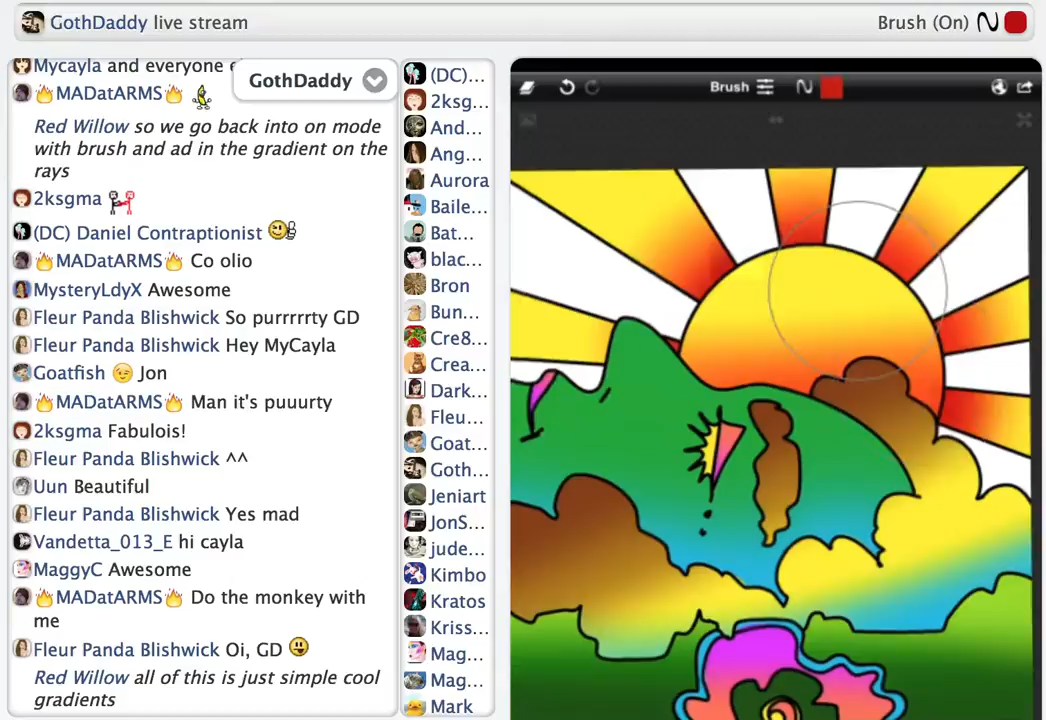 GothDaddy live stream
Brush (On)
Mycayla and everyone
GothDaddy
MADatARMS
Red Willow so we go back into on mode
with brush and ad in the gradient on the
rays
2ksgma
(DC) Daniel Contraptionist
MADatARMS Co olio
MysteryLdyX Awesome
Fleur Panda Blishwick So purrrrrty GD
Fleur Panda Blishwick Hey MyCayla
Goatfish Jon
MADatARMS Man it's puuurty
2ksgma Fabulois!
Fleur Panda Blishwick ^^
Uun Beautiful
Fleur Panda Blishwick Yes mad
Vandetta_013_E hi cayla
MaggyC Awesome
MADatARMS Do the monkey with
me
Fleur Panda Blishwick Oi, GD
Red Willow all of this is just simple cool
gradients
(DC)...
2ksg...
And...
Ang...
Aurora
Baile...
Bat...
blac...
Bron
Bun...
Cre8...
Crea...
Dark...
Fleu...
Goat...
Goth...
Jeniart
JonS...
jude...
Kimbo
Kratos
Kriss...
Mag...
Mag...
Mark
Brush